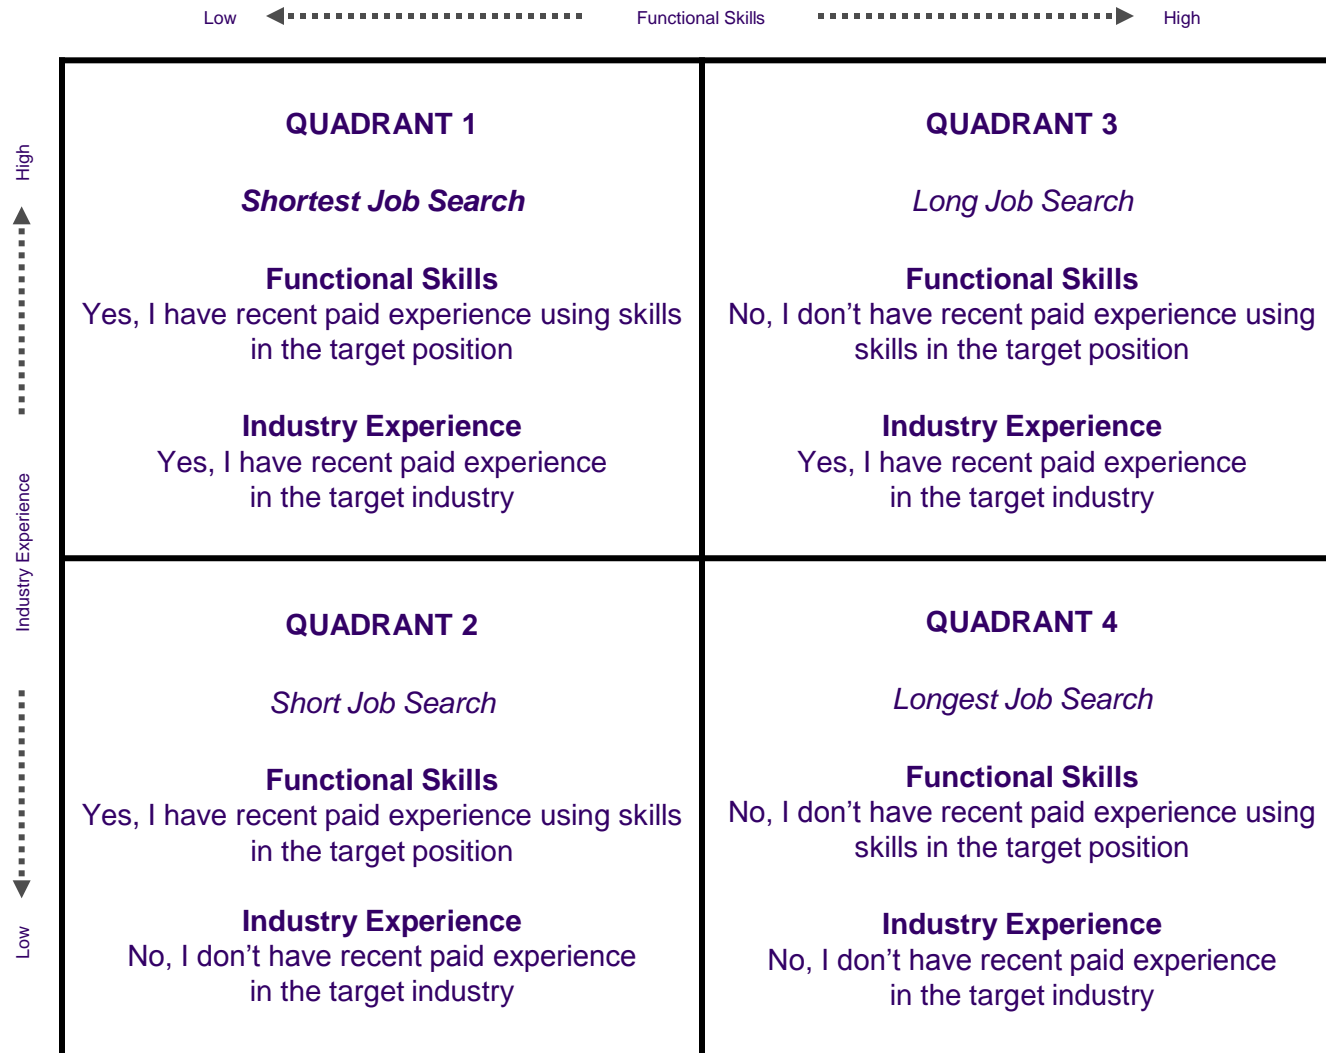 Low
Functional Skills
High
High
Industry Experience
Low
QUADRANT 1
Shortest Job Search
Functional Skills
Yes, I have recent paid experience using skills
in the target position
Industry Experience
Yes, I have recent paid experience
in the target industry
QUADRANT 3
Long Job Search
Functional Skills
No, I don’t have recent paid experience using
skills in the target position
Industry Experience
Yes, I have recent paid experience
in the target industry
QUADRANT 2
Short Job Search
Functional Skills
Yes, I have recent paid experience using skills
in the target position
Industry Experience
No, I don’t have recent paid experience
in the target industry
QUADRANT 4
Longest Job Search
Functional Skills
No, I don’t have recent paid experience using
skills in the target position
Industry Experience
No, I don’t have recent paid experience
in the target industry